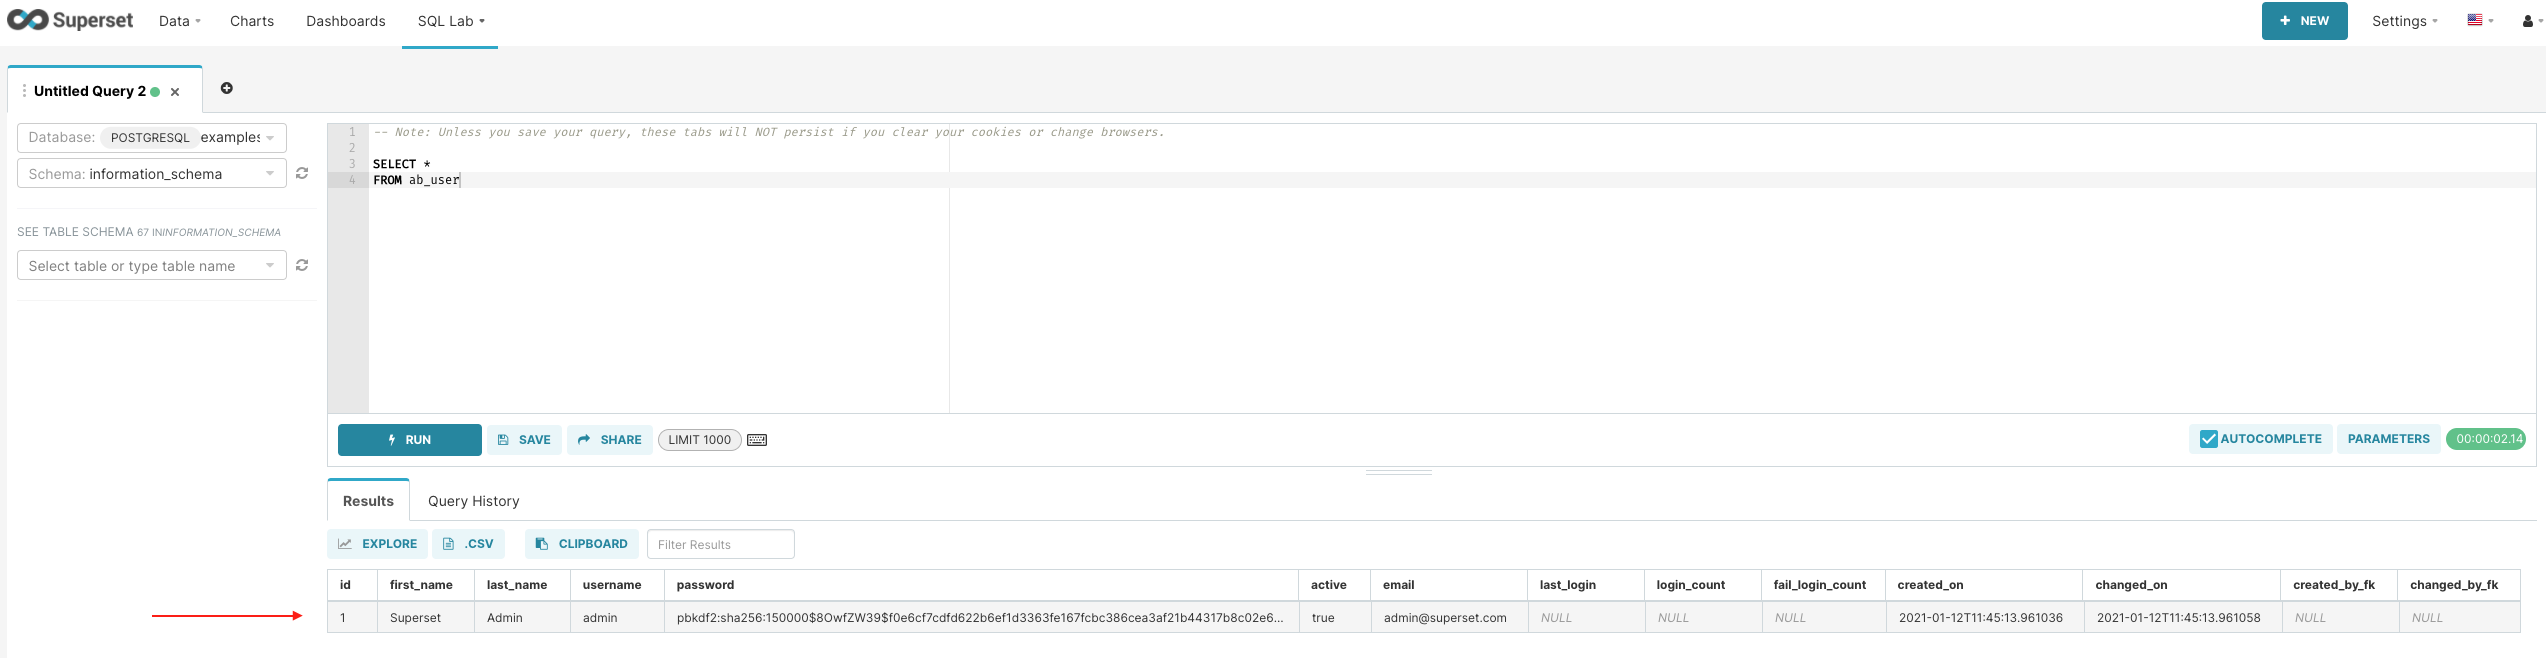 Superset Data Charts Dashboards SQL Lab + NEW Settings
Untitled Query 2
Database: POSTGRESQL examples
Schema: information_schema
SEE TABLE SCHEMA 67 IN INFORMATION_SCHEMA
Select table or type table name
1 -- Note: Unless you save your query, these tabs will NOT persist if you clear your cookies or change browsers.
2
3 SELECT *
4 FROM ab_user
RUN SAVE SHARE LIMIT 1000 AUTOCOMPLETE PARAMETERS 00:00:02.14
Results Query History
EXPLORE .CSV CLIPBOARD Filter Results
id first_name last_name username password active email last_login login_count fail_login_count created_on changed_on created_by_fk changed_by_fk
1 Superset Admin admin pbkdf2:sha256:150000$8OwfZW39$f0e6cf7cdfd622b6ef1d3363fe167fcbc386cea3af21b44317b8c02e6... true admin@superset.com NULL NULL NULL 2021-01-12T11:45:13.961036 2021-01-12T11:45:13.961058 NULL NULL